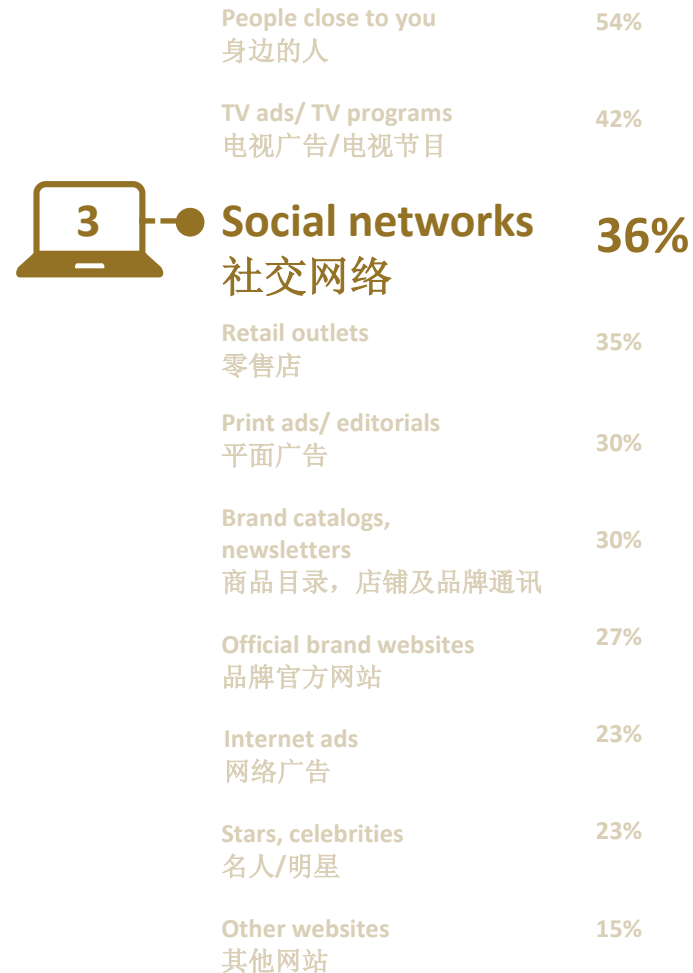 People close to you 54%
身边的人
TV ads/ TV programs 42%
电视广告/电视节目
3 Social networks 36%
社交网络
Retail outlets 35%
零售店
Print ads/ editorials 30%
平面广告
Brand catalogs,
newsletters 30%
商品目录，店铺及品牌通讯
Official brand websites 27%
品牌官方网站
Internet ads 23%
网络广告
Stars, celebrities 23%
名人/明星
Other websites 15%
其他网站